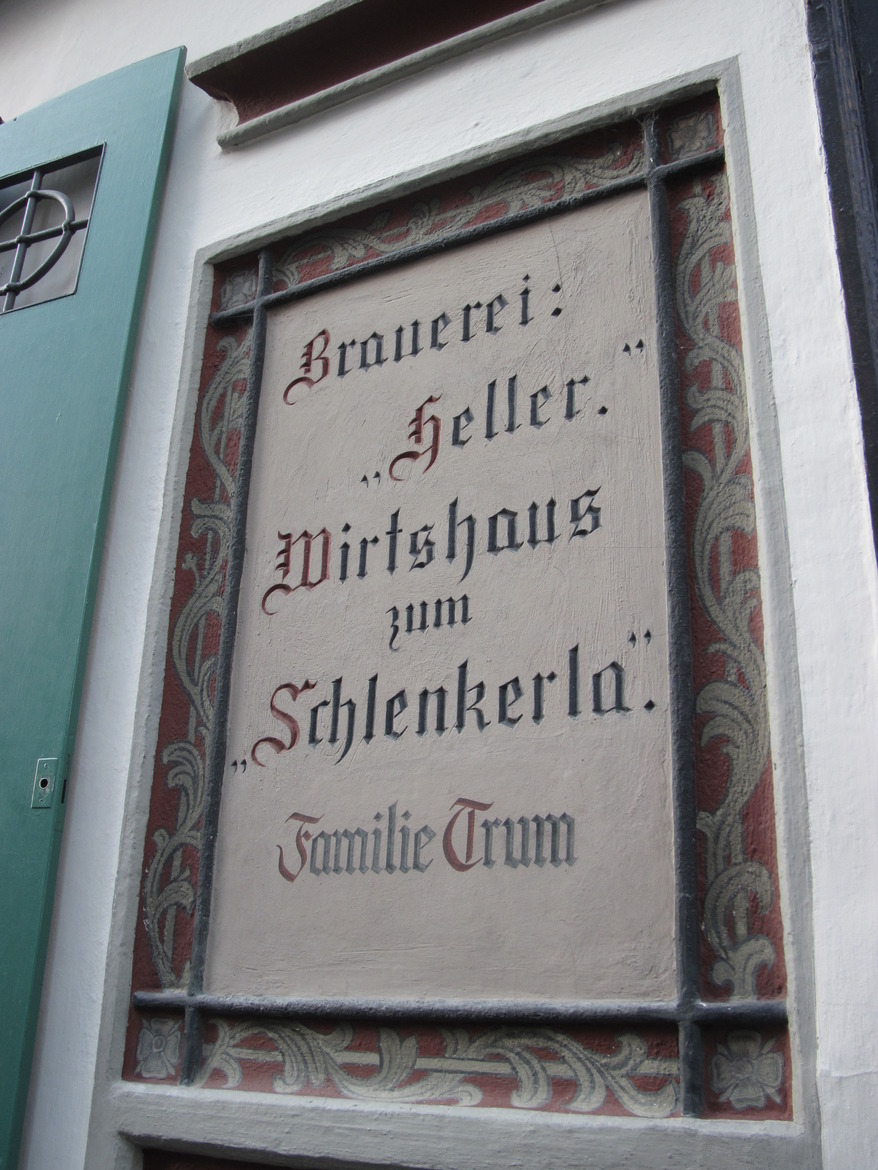 Brauerei:
„Heller.”
Wirtshaus
zum
„Schlenkerla”.
Familie Trum